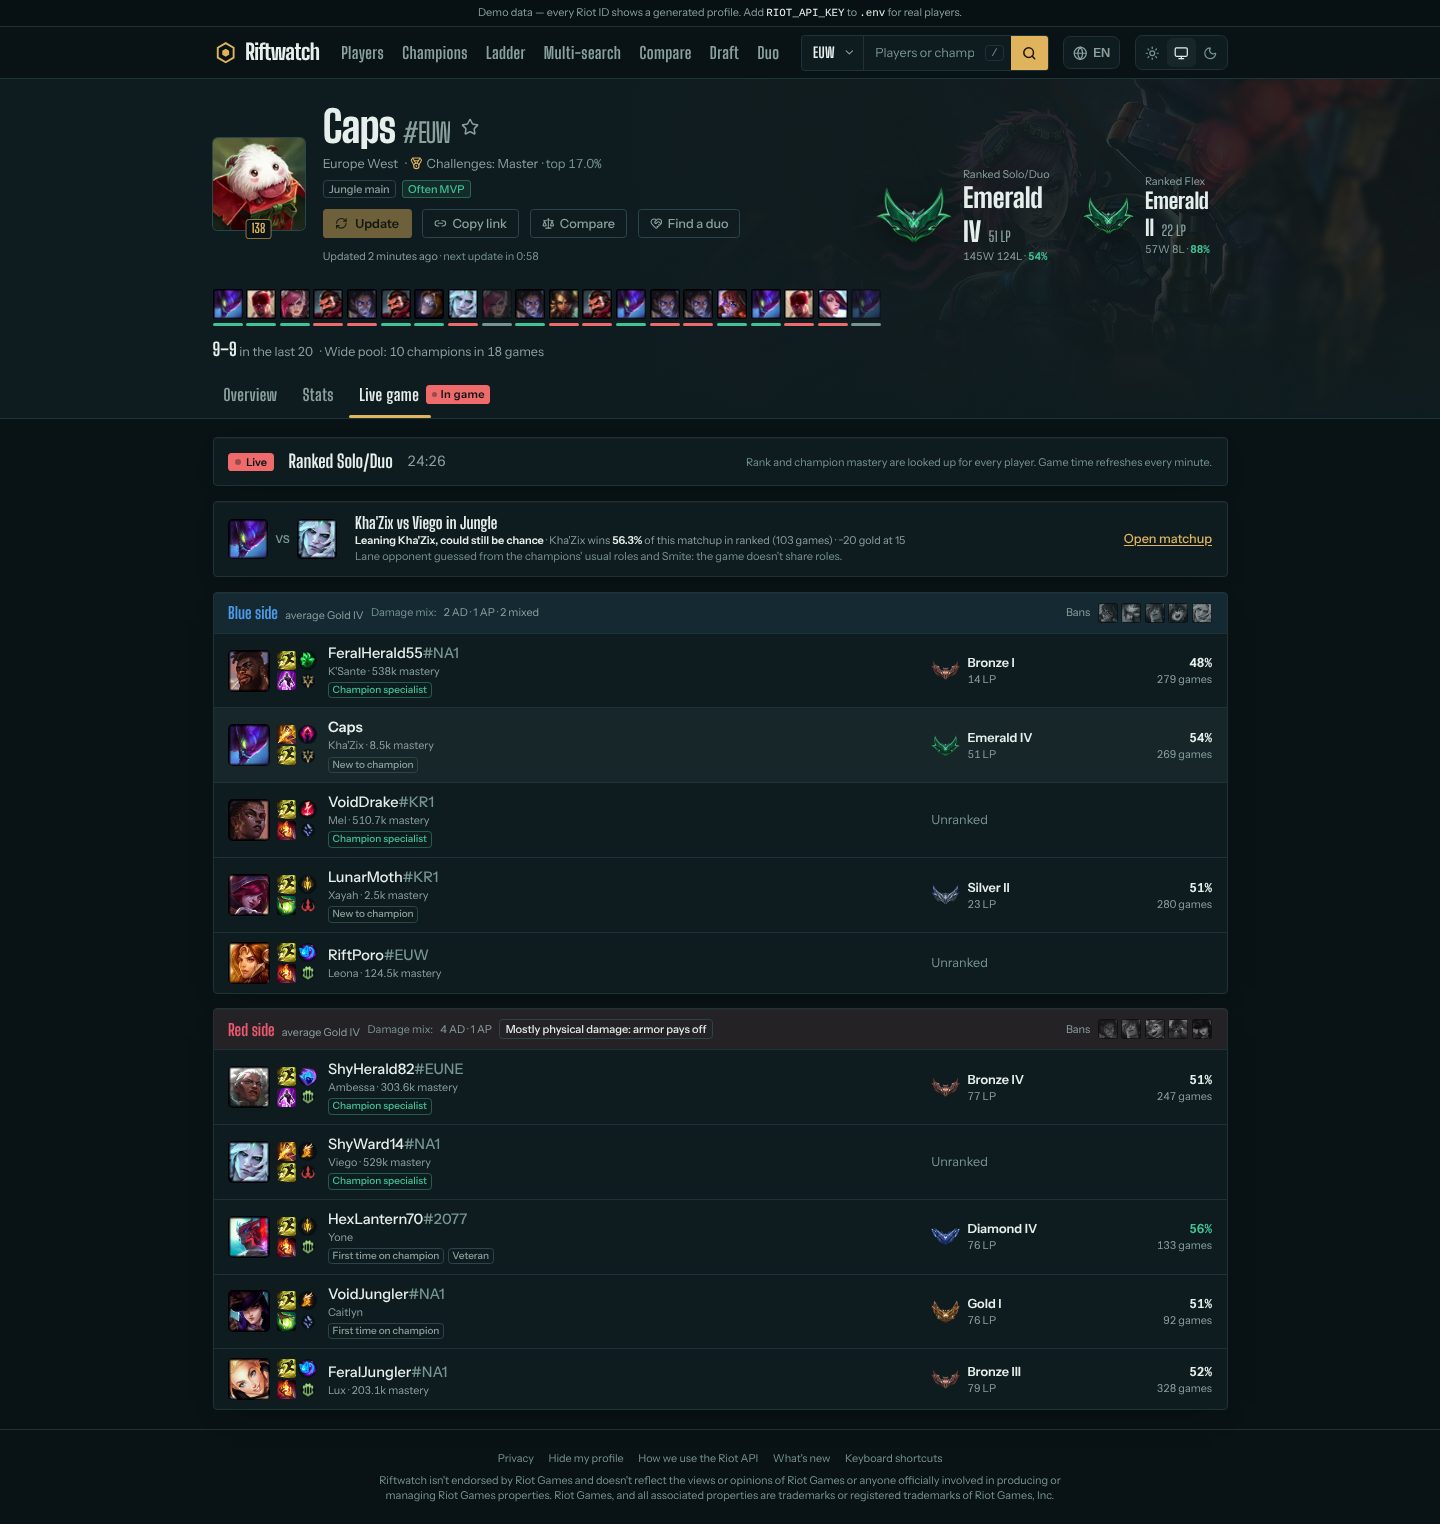 Demo data — every Riot ID shows a generated profile. Add RIOT_API_KEY to .env for real players.
Riftwatch Players Champions Ladder Multi-search Compare Draft Duo EUW Players or champ / EN
Caps #EUW
Europe West · Challenges: Master · top 17.0%
Jungle main Often MVP
138
Update Copy link Compare Find a duo
Updated 2 minutes ago · next update in 0:58
Ranked Solo/Duo
Emerald
IV 51 LP
145W 124L · 54%
Ranked Flex
Emerald
II 22 LP
57W 8L · 88%
9–9 in the last 20 · Wide pool: 10 champions in 18 games
Overview Stats Live game In game
Live Ranked Solo/Duo 24:26 Rank and champion mastery are looked up for every player. Game time refreshes every minute.
VS
Kha'Zix vs Viego in Jungle
Leaning Kha'Zix, could still be chance · Kha'Zix wins 56.3% of this matchup in ranked (103 games) · -20 gold at 15
Lane opponent guessed from the champions' usual roles and Smite: the game doesn't share roles.
Open matchup
Blue side average Gold IV Damage mix: 2 AD · 1 AP · 2 mixed Bans
FeralHerald55#NA1
K'Sante · 538k mastery
Champion specialist
Bronze I
14 LP
48%
279 games
Caps
Kha'Zix · 8.5k mastery
New to champion
Emerald IV
51 LP
54%
269 games
VoidDrake#KR1
Mel · 510.7k mastery
Champion specialist
Unranked
LunarMoth#KR1
Xayah · 2.5k mastery
New to champion
Silver II
23 LP
51%
280 games
RiftPoro#EUW
Leona · 124.5k mastery
Unranked
Red side average Gold IV Damage mix: 4 AD · 1 AP Mostly physical damage: armor pays off Bans
ShyHerald82#EUNE
Ambessa · 303.6k mastery
Champion specialist
Bronze IV
77 LP
51%
247 games
ShyWard14#NA1
Viego · 529k mastery
Champion specialist
Unranked
HexLantern70#2077
Yone
First time on champion Veteran
Diamond IV
76 LP
56%
133 games
VoidJungler#NA1
Caitlyn
First time on champion
Gold I
76 LP
51%
92 games
FeralJungler#NA1
Lux · 203.1k mastery
Bronze III
79 LP
52%
328 games
Privacy Hide my profile How we use the Riot API What's new Keyboard shortcuts
Riftwatch isn't endorsed by Riot Games and doesn't reflect the views or opinions of Riot Games or anyone officially involved in producing or
managing Riot Games properties. Riot Games, and all associated properties are trademarks or registered trademarks of Riot Games, Inc.